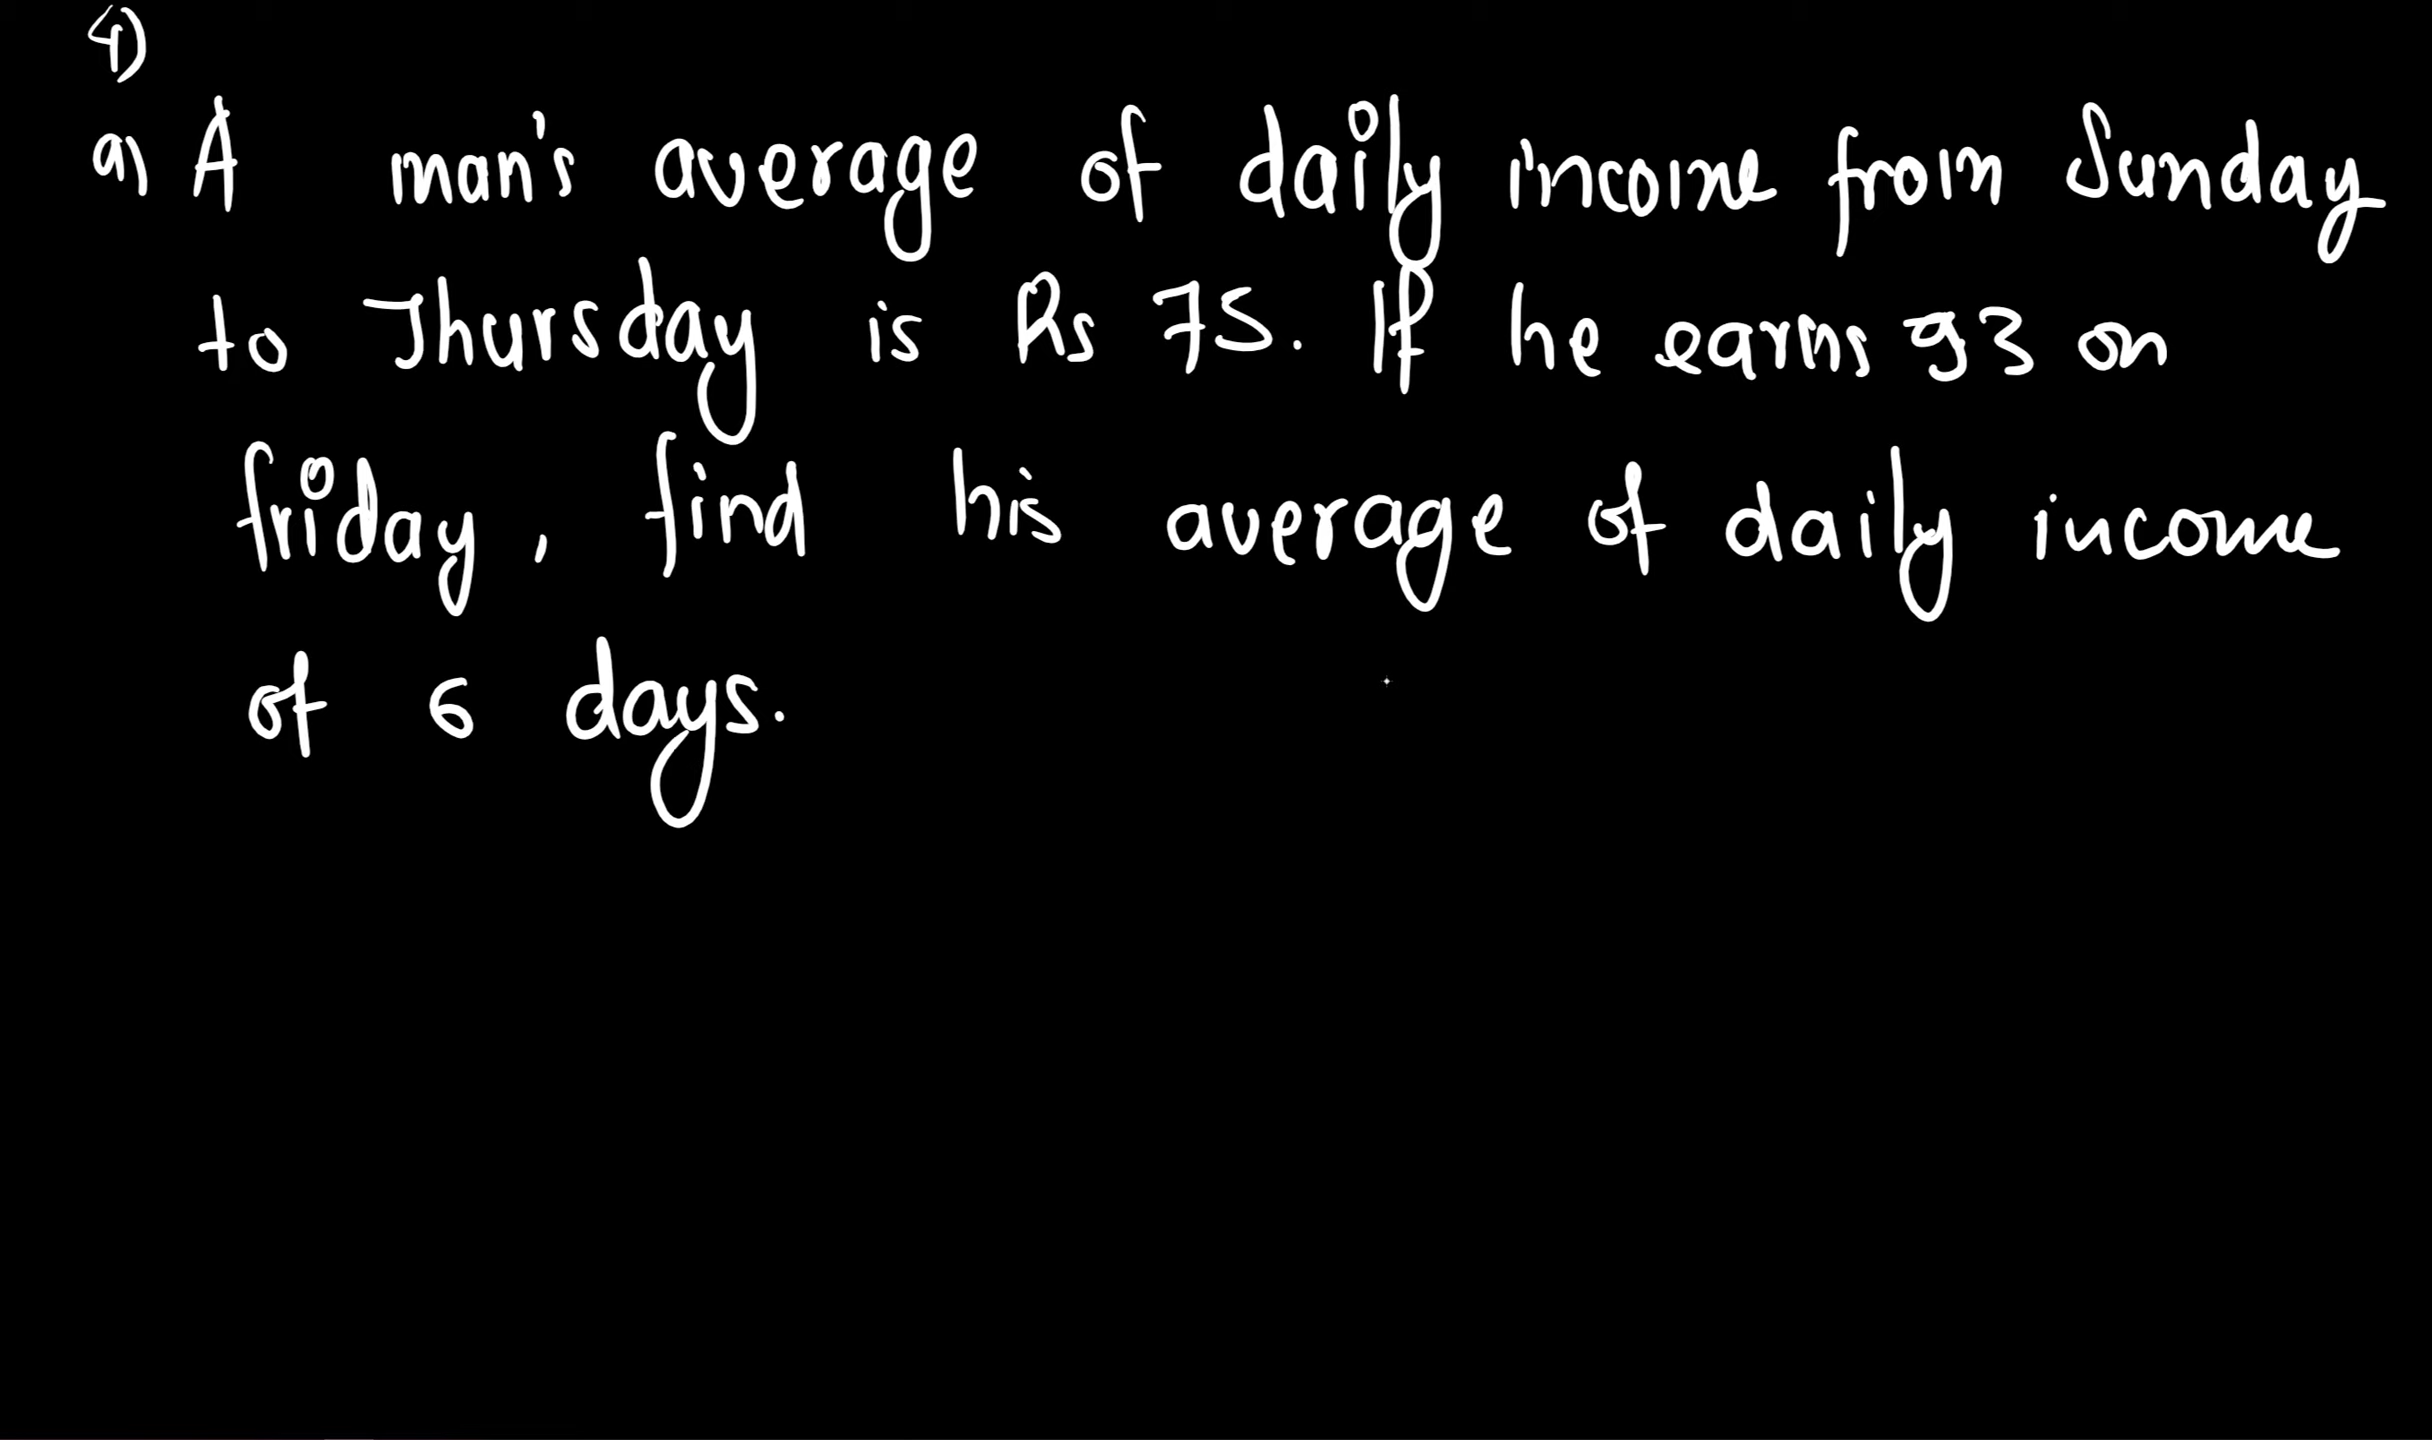 4)
a) A man's average of daily income from Sunday
to Thursday is Rs 75. If he earns 93 on
friday, find his average of daily income
of 6 days.